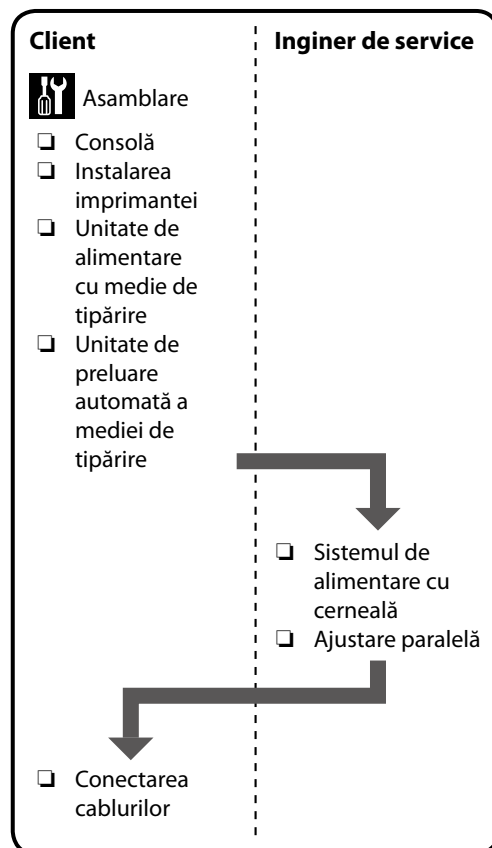 Client
Inginer de service
Asamblare
❏ Consolă
❏ Instalarea
imprimantei
❏ Unitate de
alimentare
cu medie de
tipărire
❏ Unitate de
preluare
automată a
mediei de
tipărire
❏ Sistemul de
alimentare cu
cerneală
❏ Ajustare paralelă
❏ Conectarea
cablurilor